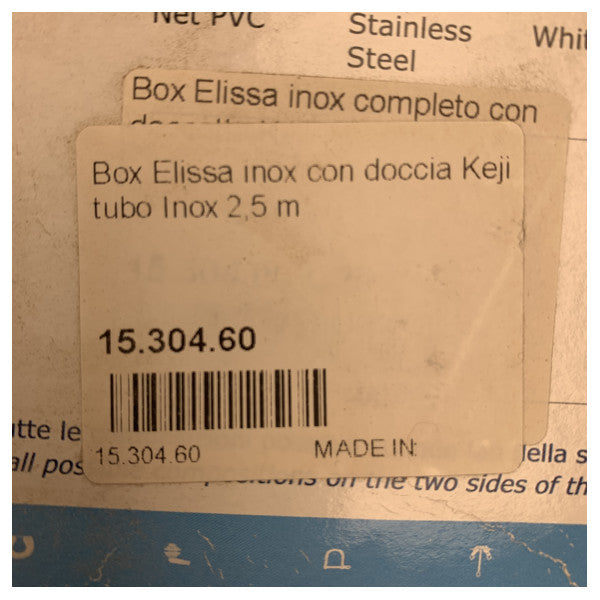 Net PVC
Stainless
Steel
Whi
Box Elissa inox completo con
Box Elissa inox con doccia Keji
tubo Inox 2,5 m
15.304.60
15.304.60
MADE IN:
utte le
della s
all pos
positions on the two sides of th